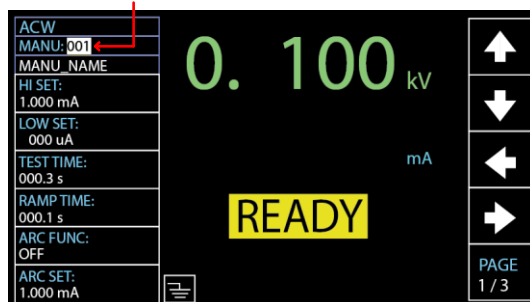 ACW
MANU: 001
MANU_NAME
HI SET:
1.000 mA
LOW SET:
000 uA
TEST TIME:
000.3 s
RAMP TIME:
000.1 s
ARC FUNC:
OFF
ARC SET:
1.000 mA
0. 100 kV
mA
READY
PAGE
1 / 3